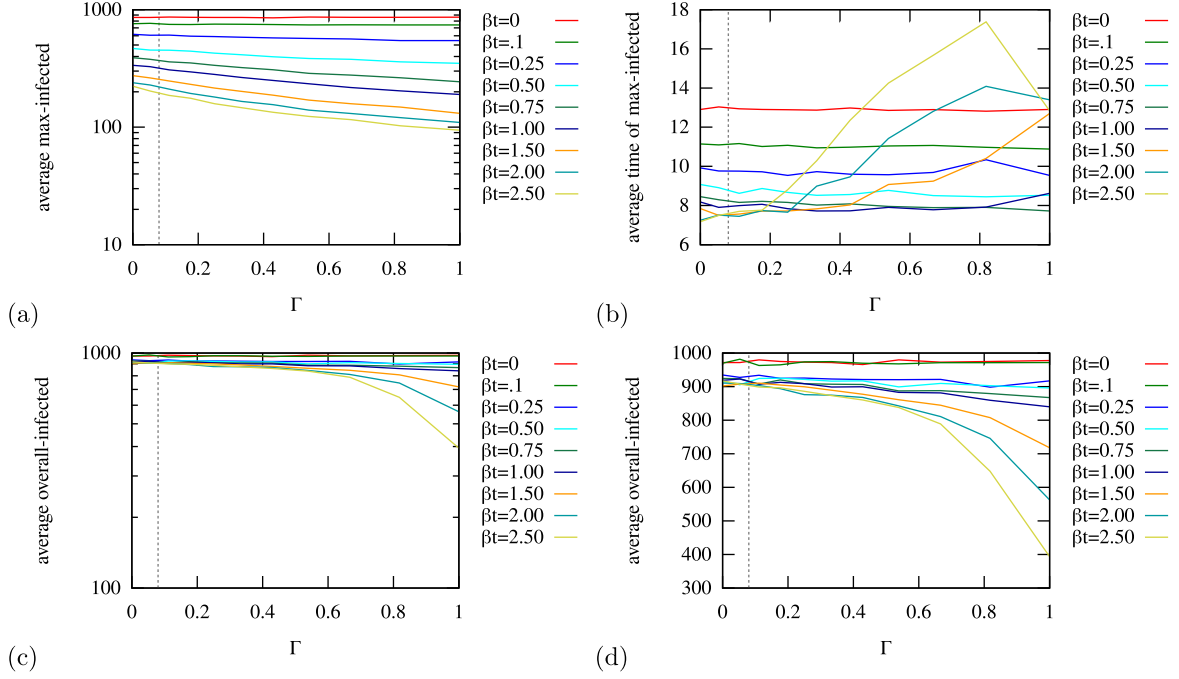 average max-infected
1000
100
10
0
0.2
0.4
0.6
0.8
1
Γ
βt=0
βt=.1
βt=0.25
βt=0.50
βt=0.75
βt=1.00
βt=1.50
βt=2.00
βt=2.50
(a)
average time of max-infected
18
16
14
12
10
8
6
0
0.2
0.4
0.6
0.8
1
Γ
βt=0
βt=.1
βt=0.25
βt=0.50
βt=0.75
βt=1.00
βt=1.50
βt=2.00
βt=2.50
(b)
average overall-infected
1000
100
0
0.2
0.4
0.6
0.8
1
Γ
βt=0
βt=.1
βt=0.25
βt=0.50
βt=0.75
βt=1.00
βt=1.50
βt=2.00
βt=2.50
(c)
average overall-infected
1000
900
800
700
600
500
400
300
0
0.2
0.4
0.6
0.8
1
Γ
βt=0
βt=.1
βt=0.25
βt=0.50
βt=0.75
βt=1.00
βt=1.50
βt=2.00
βt=2.50
(d)